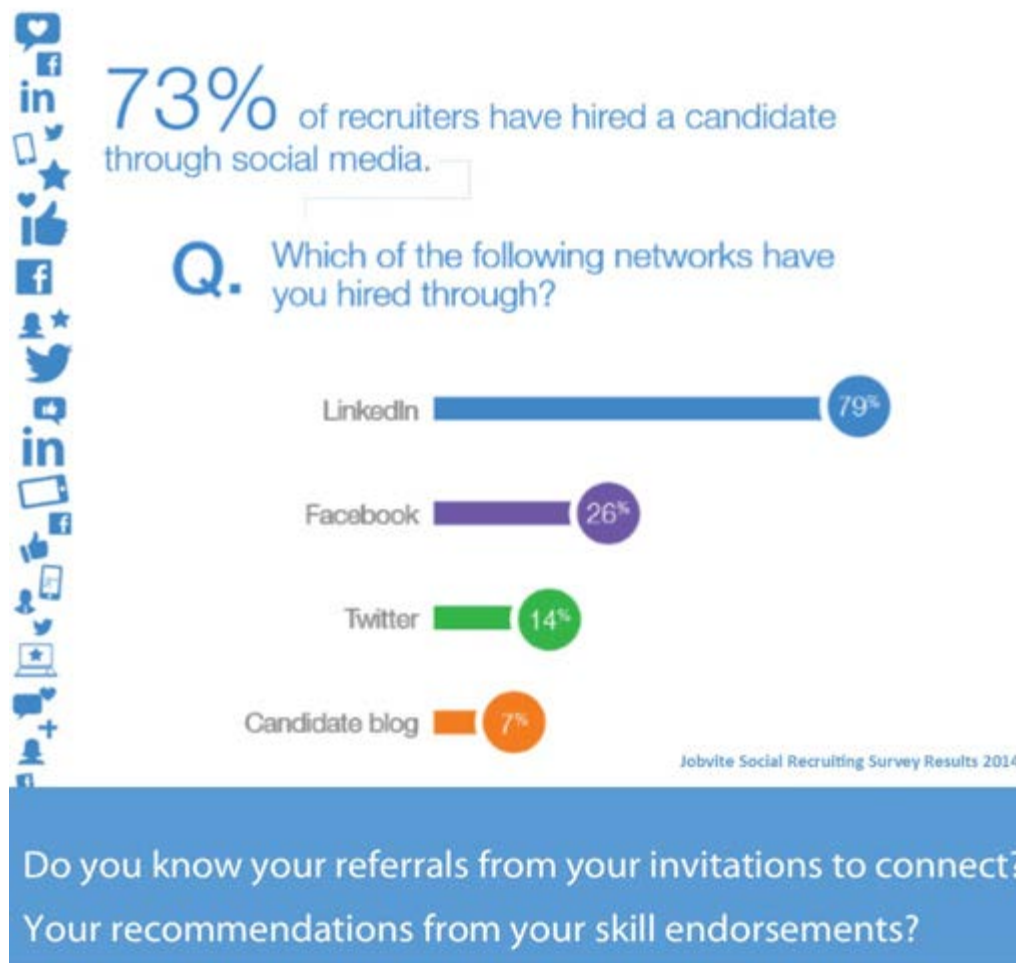 73% of recruiters have hired a candidate
through social media.
Q. Which of the following networks have
you hired through?
LinkedIn 79%
Facebook 26%
Twitter 14%
Candidate blog 7%
Jobvite Social Recruiting Survey Results 2014
Do you know your referrals from your invitations to connect?
Your recommendations from your skill endorsements?